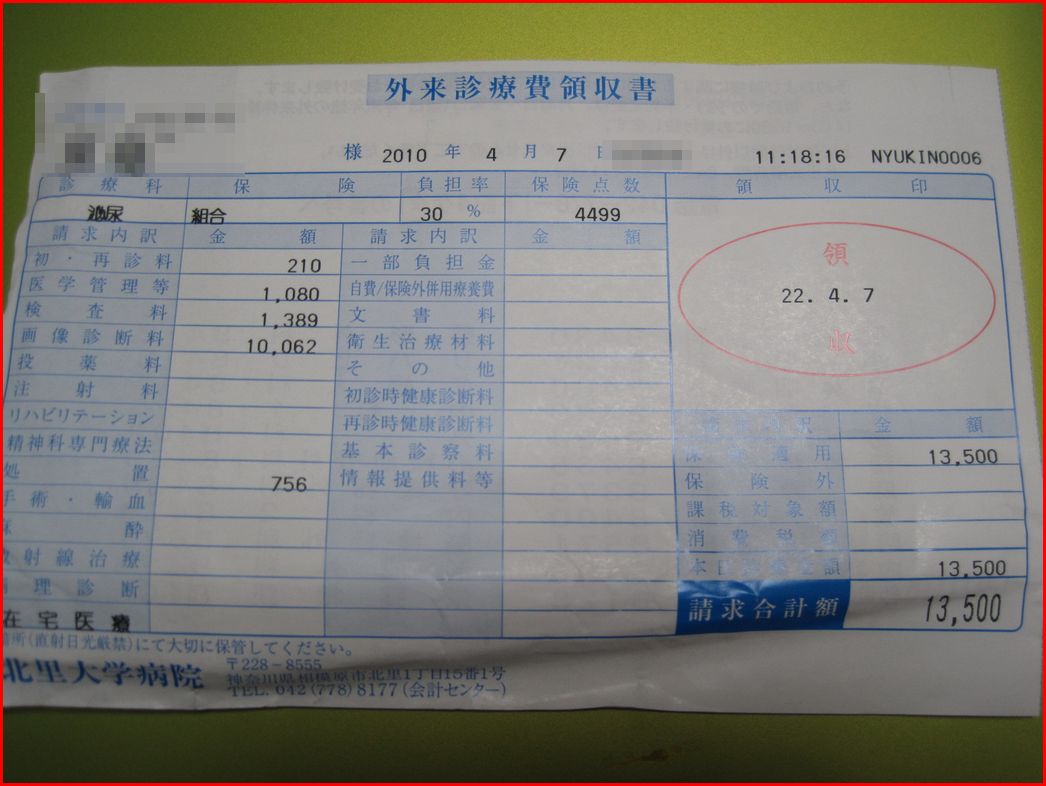 外来診療費領収書
様 2010 年 4 月 7 11:18:16 NYUKIN0006
診療科 保険 負担率 保険点数 領収印
泌尿 組合 30 % 4499
請求内訳 金額 請求内訳 金額
領
22. 4. 7
収
初・再診料 210 一部負担金
医学管理等 1,080 自費/保険外併用療養費
検査料 1,389 文書料
画像診断料 10,062 衛生治療材料
投薬料 その他
注射料 初診時健康診断料
リハビリテーション 再診時健康診断料 金額
精神科専門療法 基本診察料 適用 13,500
処置 756 情報提供料等 保険外
手術・輸血 課税対象額
酔 消費税額
射線治療 本日 額 13,500
理診断 請求合計額 13,500
在宅医療
所(直射日光厳禁)にて大切に保管してください。
北里大学病院 〒228-8555
神奈川県相模原市北里1丁目15番1号
TEL. 042(778)8177(会計センター)